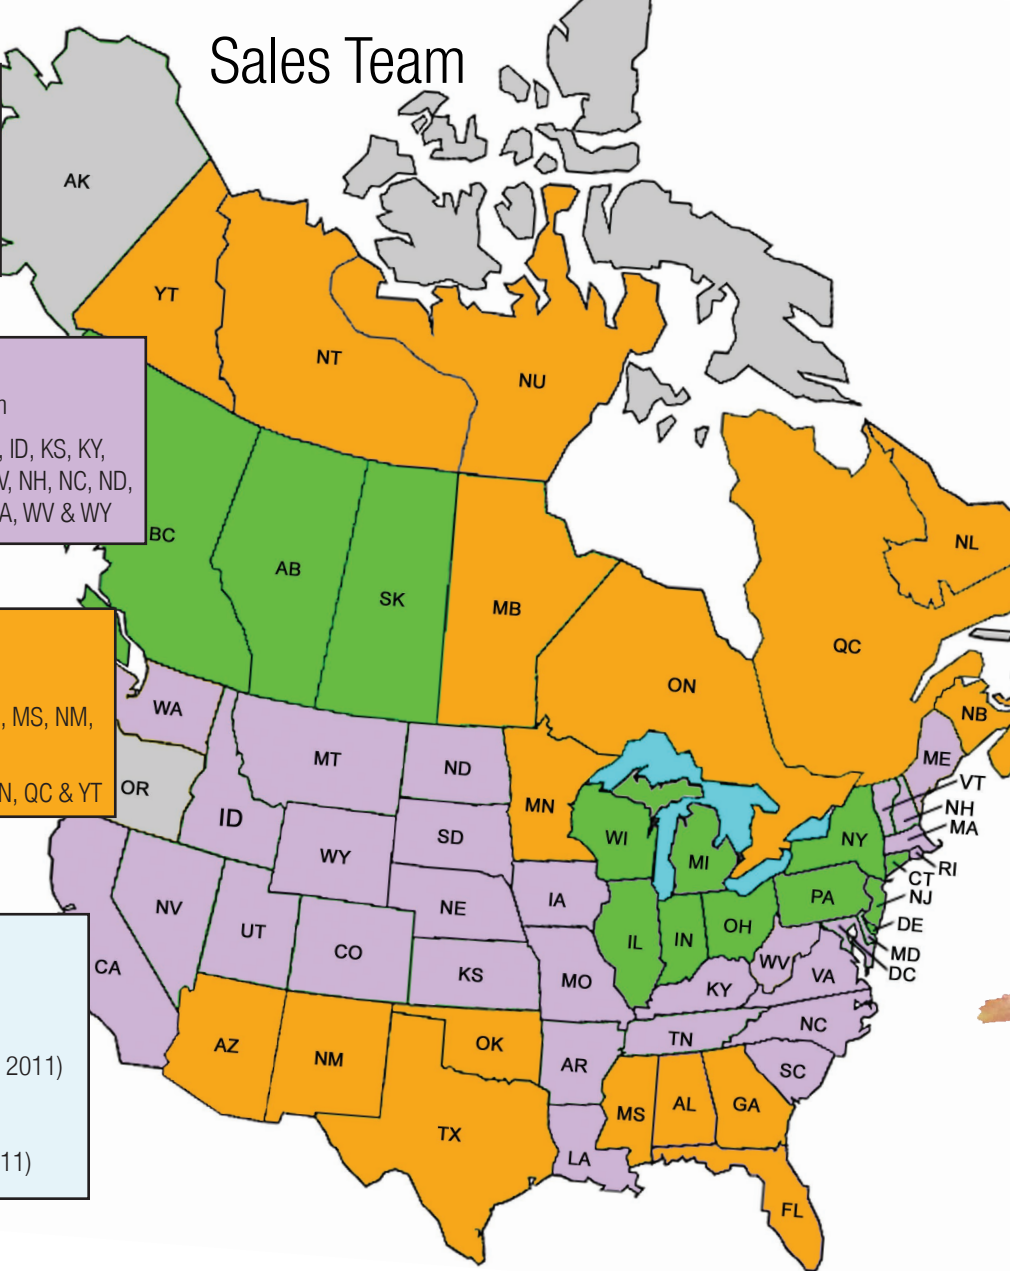 Sales Team
AK
YT
NT
NU
, ID, KS, KY,
V, NH, NC, ND,
A, WV & WY
BC
AB
SK
MB
ON
QC
NL
NB
, MS, NM,
N, QC & YT
WA
OR
MT
ID
ND
MN
SD
WY
WI
MI
NY
ME
VT
NH
MA
RI
CT
NJ
DE
MD
DC
PA
NV
UT
CO
NE
IA
IL
IN
OH
CA
KS
MO
KY
WV
VA
2011)
11)
AZ
NM
OK
AR
TN
NC
SC
TX
LA
MS
AL
GA
FL